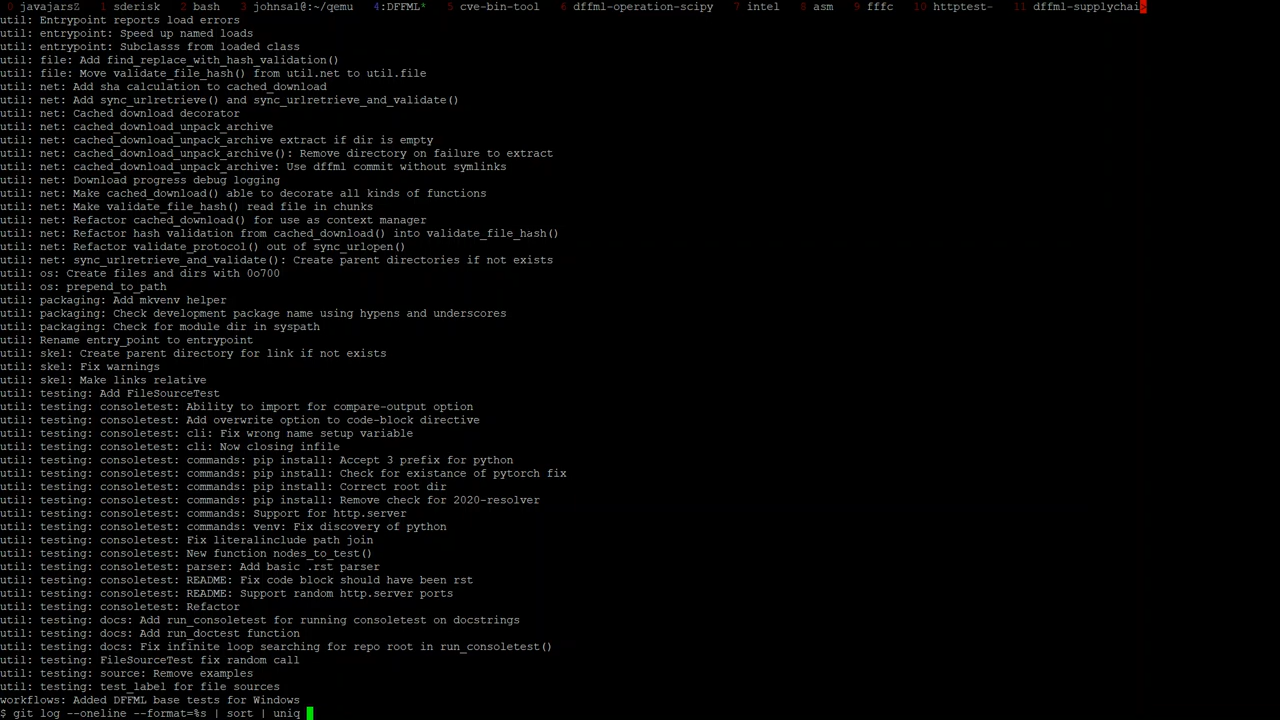 0 javajarsZ 1 sderisk 2 bash 3 johnsal@:~/qemu 4:DFFML* 5 cve-bin-tool 6 dffml-operation-scipy 7 intel 8 asm 9 fffc 10 httptest- 11 dffml-supplychai>
util: Entrypoint reports load errors
util: entrypoint: Speed up named loads
util: entrypoint: Subclasss from loaded class
util: file: Add find_replace_with_hash_validation()
util: file: Move validate_file_hash() from util.net to util.file
util: net: Add sha calculation to cached_download
util: net: Add sync_urlretrieve() and sync_urlretrieve_and_validate()
util: net: Cached download decorator
util: net: cached_download_unpack_archive
util: net: cached_download_unpack_archive extract if dir is empty
util: net: cached_download_unpack_archive(): Remove directory on failure to extract
util: net: cached_download_unpack_archive: Use dffml commit without symlinks
util: net: Download progress debug logging
util: net: Make cached_download() able to decorate all kinds of functions
util: net: Make validate_file_hash() read file in chunks
util: net: Refactor cached_download() for use as context manager
util: net: Refactor hash validation from cached_download() into validate_file_hash()
util: net: Refactor validate_protocol() out of sync_urlopen()
util: net: sync_urlretrieve_and_validate(): Create parent directories if not exists
util: os: Create files and dirs with 0o700
util: os: prepend_to_path
util: packaging: Add mkvenv helper
util: packaging: Check development package name using hypens and underscores
util: packaging: Check for module dir in syspath
util: Rename entry_point to entrypoint
util: skel: Create parent directory for link if not exists
util: skel: Fix warnings
util: skel: Make links relative
util: testing: Add FileSourceTest
util: testing: consoletest: Ability to import for compare-output option
util: testing: consoletest: Add overwrite option to code-block directive
util: testing: consoletest: cli: Fix wrong name setup variable
util: testing: consoletest: cli: Now closing infile
util: testing: consoletest: commands: pip install: Accept 3 prefix for python
util: testing: consoletest: commands: pip install: Check for existance of pytorch fix
util: testing: consoletest: commands: pip install: Correct root dir
util: testing: consoletest: commands: pip install: Remove check for 2020-resolver
util: testing: consoletest: commands: Support for http.server
util: testing: consoletest: commands: venv: Fix discovery of python
util: testing: consoletest: Fix literalinclude path join
util: testing: consoletest: New function nodes_to_test()
util: testing: consoletest: parser: Add basic .rst parser
util: testing: consoletest: README: Fix code block should have been rst
util: testing: consoletest: README: Support random http.server ports
util: testing: consoletest: Refactor
util: testing: docs: Add run_consoletest for running consoletest on docstrings
util: testing: docs: Add run_doctest function
util: testing: docs: Fix infinite loop searching for repo root in run_consoletest()
util: testing: FileSourceTest fix random call
util: testing: source: Remove examples
util: testing: test_label for file sources
workflows: Added DFFML base tests for Windows
$ git log --oneline --format=%s | sort | uniq